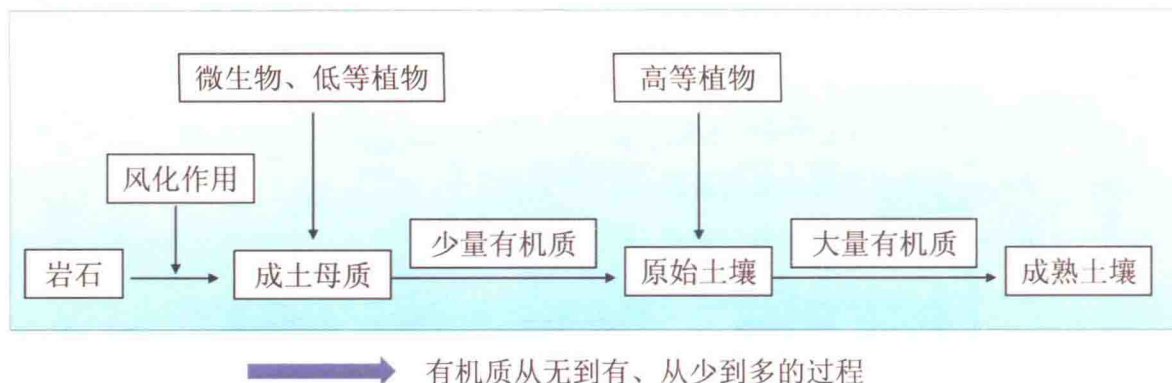 微生物、低等植物
高等植物
风化作用
少量有机质
大量有机质
岩石
成土母质
原始土壤
成熟土壤
有机质从无到有、从少到多的过程